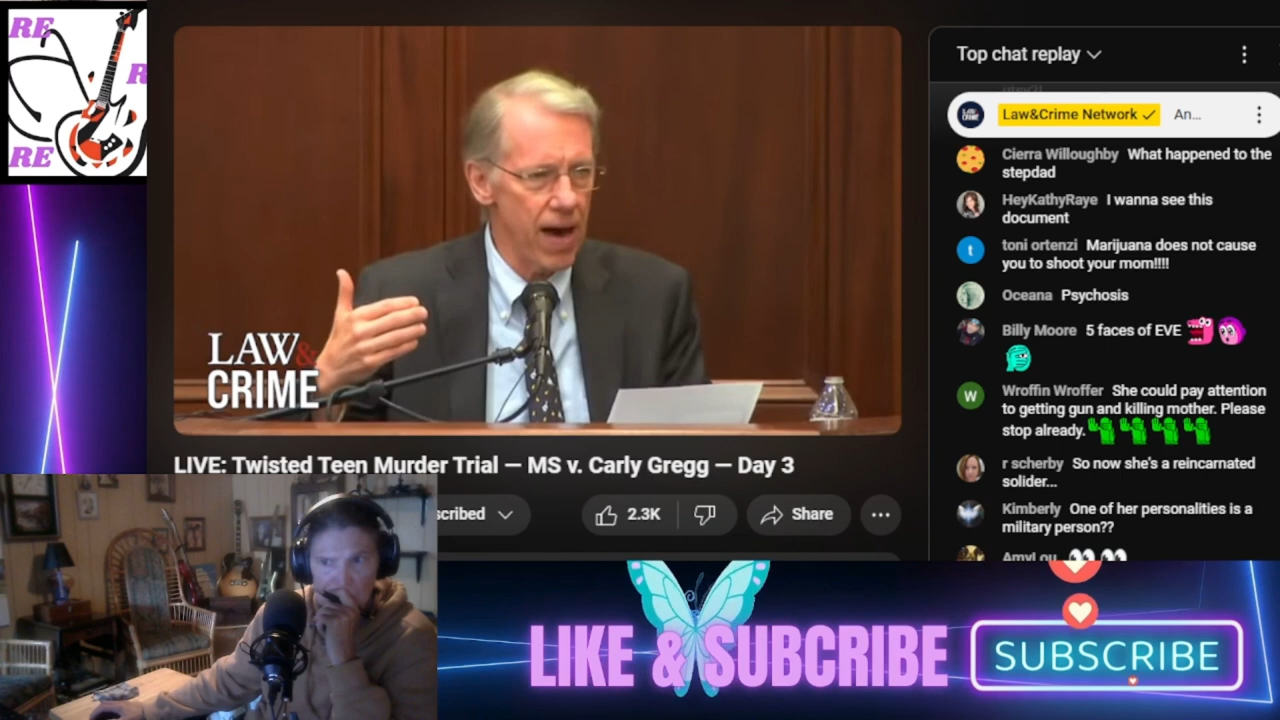 RE
R
RE
LAW&
CRIME
LIVE: Twisted Teen Murder Trial — MS v. Carly Gregg — Day 3
scribed
2.3K
Share
Top chat replay
Law&Crime Network An...
Cierra Willoughby What happened to the
stepdad
HeyKathyRaye I wanna see this
document
toni ortenzi Marijuana does not cause
you to shoot your mom!!!!
t
Oceana Psychosis
Billy Moore 5 faces of EVE
W
Wroffin Wroffer She could pay attention
to getting gun and killing mother. Please
stop already.
r scherby So now she's a reincarnated
solider...
Kimberly One of her personalities is a
military person??
AmyLou
LIKE & SUBCRIBE
SUBSCRIBE